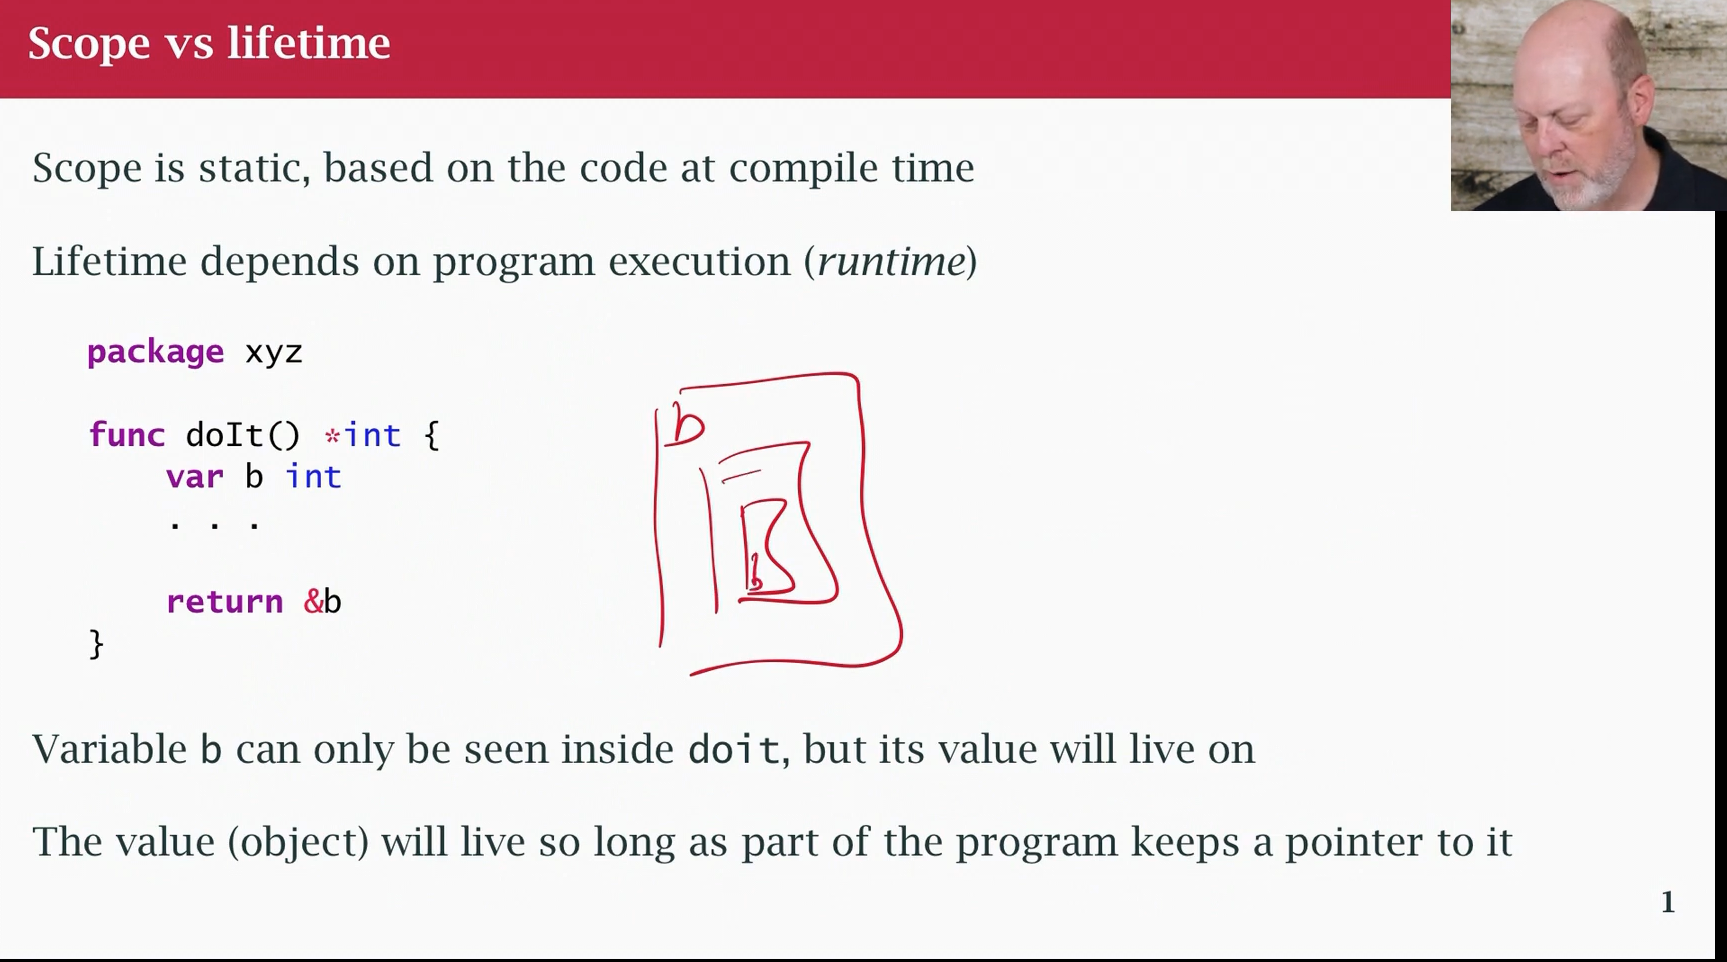 Scope vs lifetime
Scope is static, based on the code at compile time
Lifetime depends on program execution (runtime)
package xyz
func doIt() *int {
var b int
. . .
return &b
}
b
b
Variable b can only be seen inside doit, but its value will live on
The value (object) will live so long as part of the program keeps a pointer to it
1